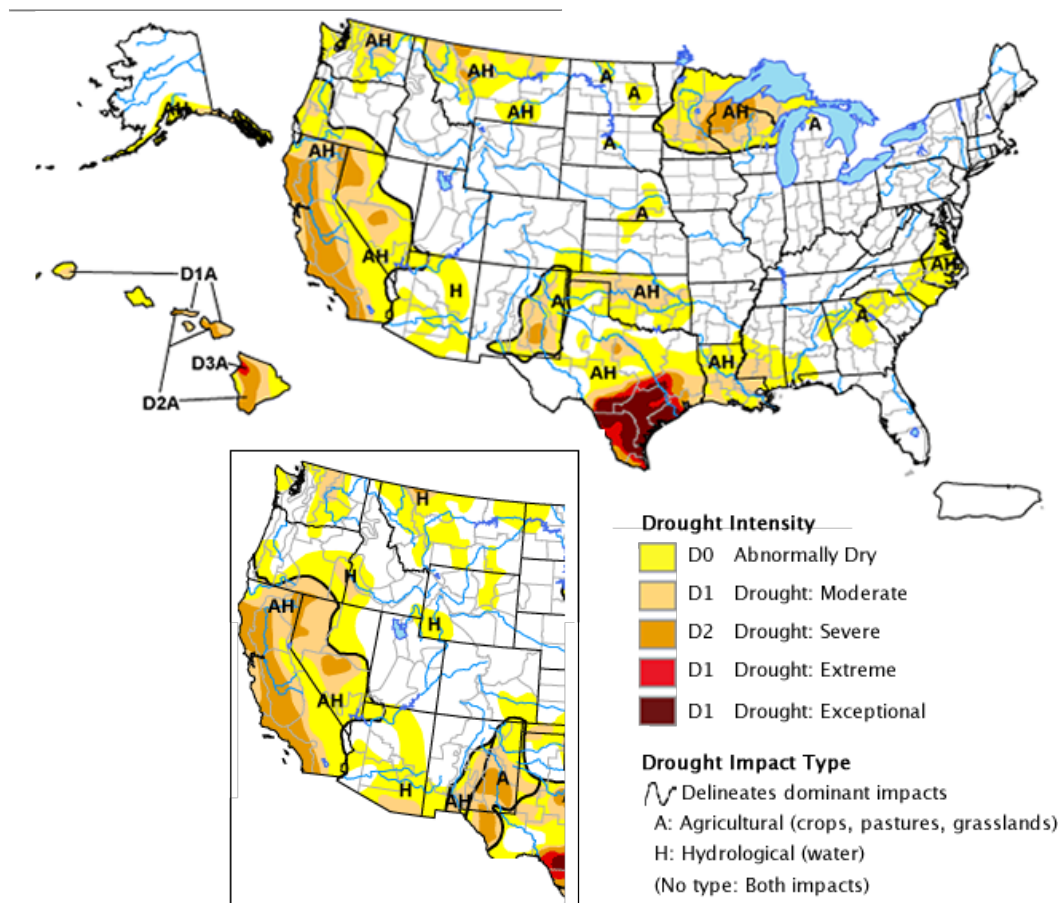 AH
AH
AH
AH
A
A
A
AH
A
AH
A
AH
H
A
AH
AH
AH
AH
A
D1A
D3A
D2A
H
H
AH
H
AH
H
A
AH
Drought Intensity
D0 Abnormally Dry
D1 Drought: Moderate
D2 Drought: Severe
D1 Drought: Extreme
D1 Drought: Exceptional
Drought Impact Type
Delineates dominant impacts
A: Agricultural (crops, pastures, grasslands)
H: Hydrological (water)
(No type: Both impacts)